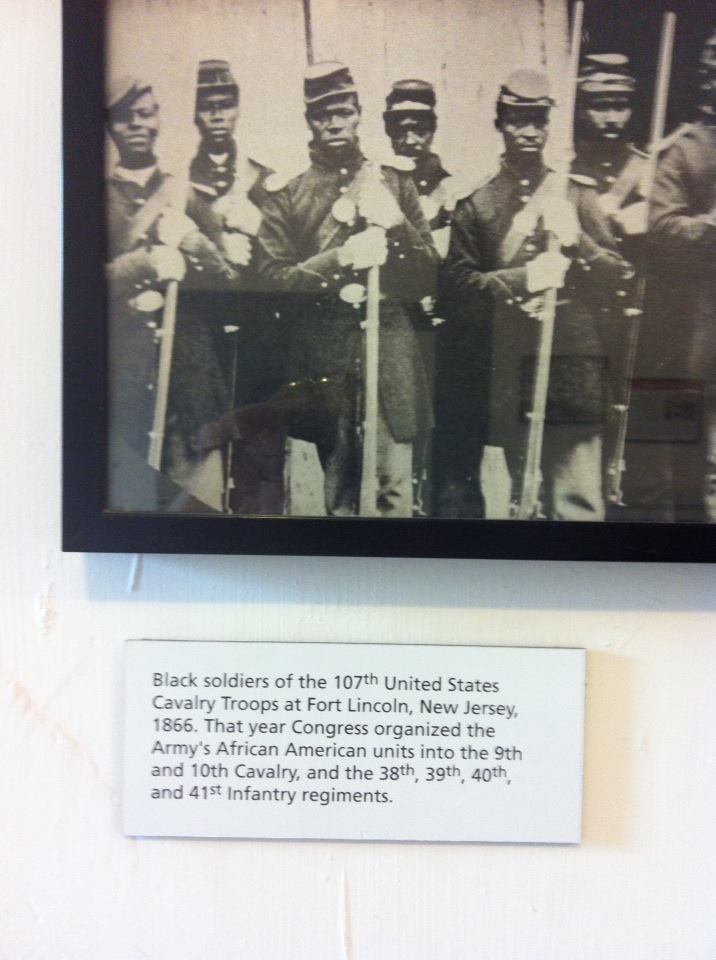 Black soldiers of the 107th United States
Cavalry Troops at Fort Lincoln, New Jersey,
1866. That year Congress organized the
Army's African American units into the 9th
and 10th Cavalry, and the 38th, 39th, 40th,
and 41st Infantry regiments.